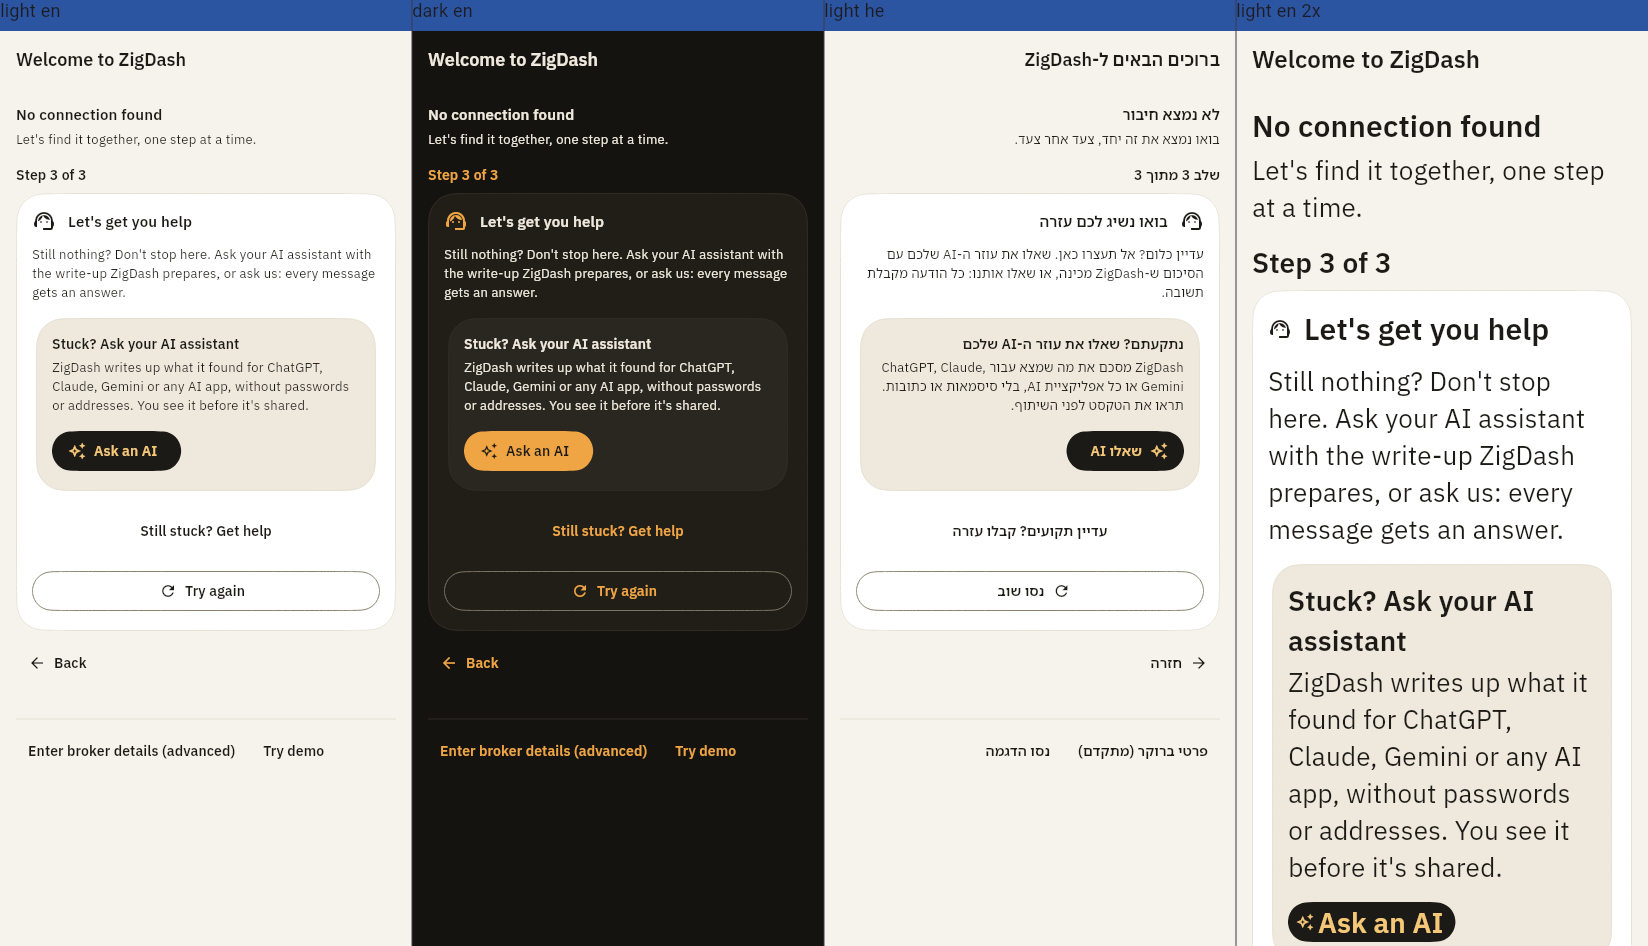 light en
Welcome to ZigDash
No connection found
Let's find it together, one step at a time.
Step 3 of 3
Let's get you help
Still nothing? Don't stop here. Ask your AI assistant with
the write-up ZigDash prepares, or ask us: every message
gets an answer.
Stuck? Ask your AI assistant
ZigDash writes up what it found for ChatGPT,
Claude, Gemini or any AI app, without passwords
or addresses. You see it before it's shared.
Ask an AI
Still stuck? Get help
Try again
Back
Enter broker details (advanced)
Try demo
dark en
Welcome to ZigDash
No connection found
Let's find it together, one step at a time.
Step 3 of 3
Let's get you help
Still nothing? Don't stop here. Ask your AI assistant with
the write-up ZigDash prepares, or ask us: every message
gets an answer.
Stuck? Ask your AI assistant
ZigDash writes up what it found for ChatGPT,
Claude, Gemini or any AI app, without passwords
or addresses. You see it before it's shared.
Ask an AI
Still stuck? Get help
Try again
Back
Enter broker details (advanced)
Try demo
light he
ברוכים הבאים ל-ZigDash
לא נמצא חיבור
בואו נמצא את זה יחד, צעד אחר צעד.
שלב 3 מתוך 3
בואו נשיג לכם עזרה
עדיין כלום? אל תעצרו כאן. שאלו את עוזר ה-AI שלכם עם
הסיכום ש-ZigDash מכינה, או שאלו אותנו: כל הודעה מקבלת
תשובה.
נתקעתם? שאלו את עוזר ה-AI שלכם
ZigDash מסכם את מה שמצא עבור ChatGPT, Claude,
Gemini או כל אפליקציית AI, בלי סיסמאות או כתובות.
תראו את הטקסט לפני השיתוף.
שאלו AI
עדיין תקועים? קבלו עזרה
נסו שוב
חזרה
פרטי ברוקר (מתקדם)
נסו הדגמה
light en 2x
Welcome to ZigDash
No connection found
Let's find it together, one step
at a time.
Step 3 of 3
Let's get you help
Still nothing? Don't stop
here. Ask your AI assistant
with the write-up ZigDash
prepares, or ask us: every
message gets an answer.
Stuck? Ask your AI
assistant
ZigDash writes up what it
found for ChatGPT,
Claude, Gemini or any AI
app, without passwords
or addresses. You see it
before it's shared.
Ask an AI